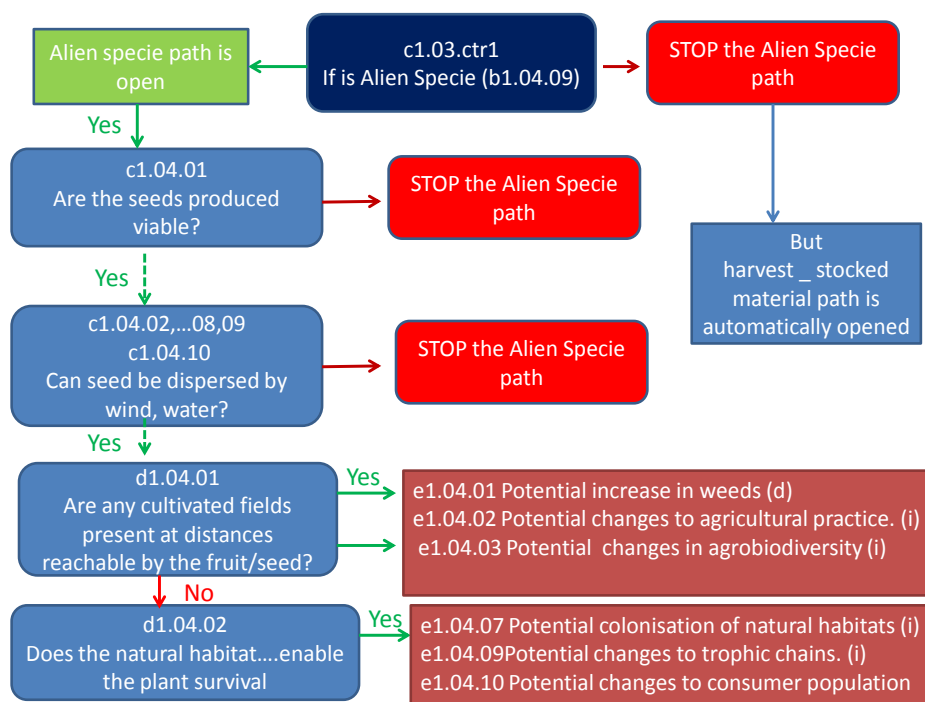 Alien specie path is
open
c1.03.ctr1
If is Alien Specie (b1.04.09)
STOP the Alien Specie
path
Yes
c1.04.01
Are the seeds produced
viable?
STOP the Alien Specie
path
But
harvest _ stocked
material path is
automatically opened
Yes
c1.04.02,...08,09
c1.04.10
Can seed be dispersed by
wind, water?
STOP the Alien Specie
path
Yes
d1.04.01
Are any cultivated fields
present at distances
reachable by the fruit/seed?
Yes
e1.04.01 Potential increase in weeds (d)
e1.04.02 Potential changes to agricultural practice. (i)
e1.04.03 Potential changes in agrobiodiversity (i)
No
d1.04.02
Does the natural habitat....enable
the plant survival
Yes
e1.04.07 Potential colonisation of natural habitats (i)
e1.04.09Potential changes to trophic chains. (i)
e1.04.10 Potential changes to consumer population